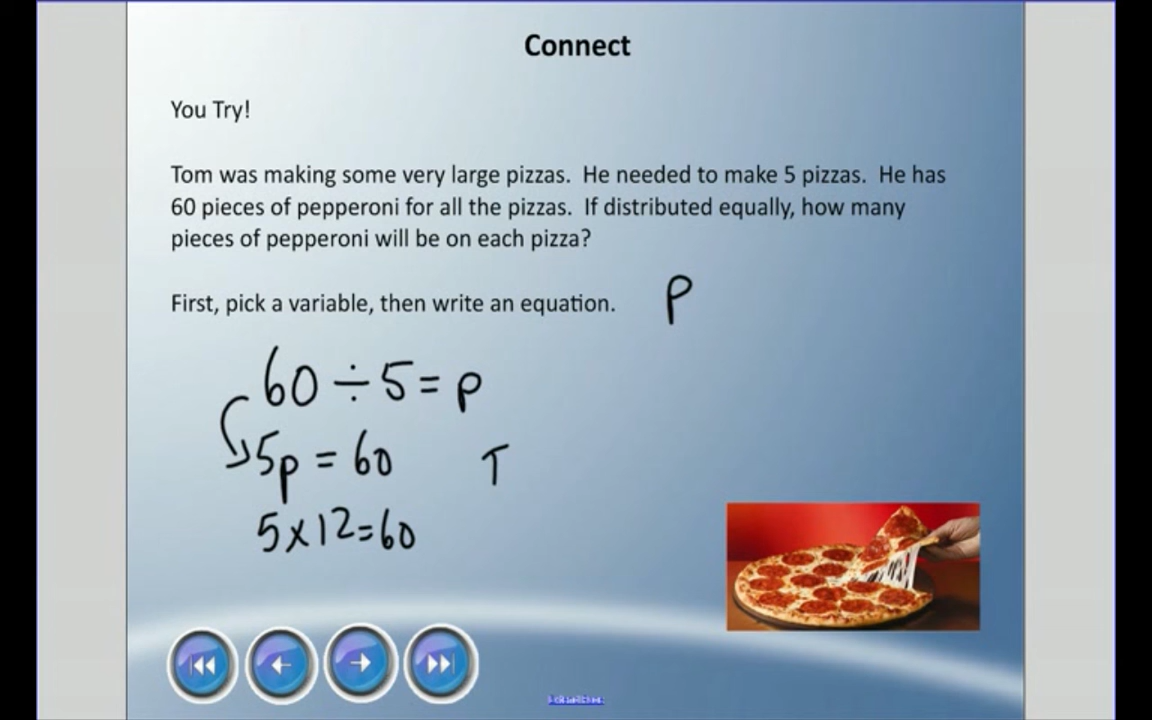 Connect
You Try!
Tom was making some very large pizzas. He needed to make 5 pizzas. He has
60 pieces of pepperoni for all the pizzas. If distributed equally, how many
pieces of pepperoni will be on each pizza?
First, pick a variable, then write an equation. P
60 ÷ 5 = p
5p = 60 T
5 x 12 = 60